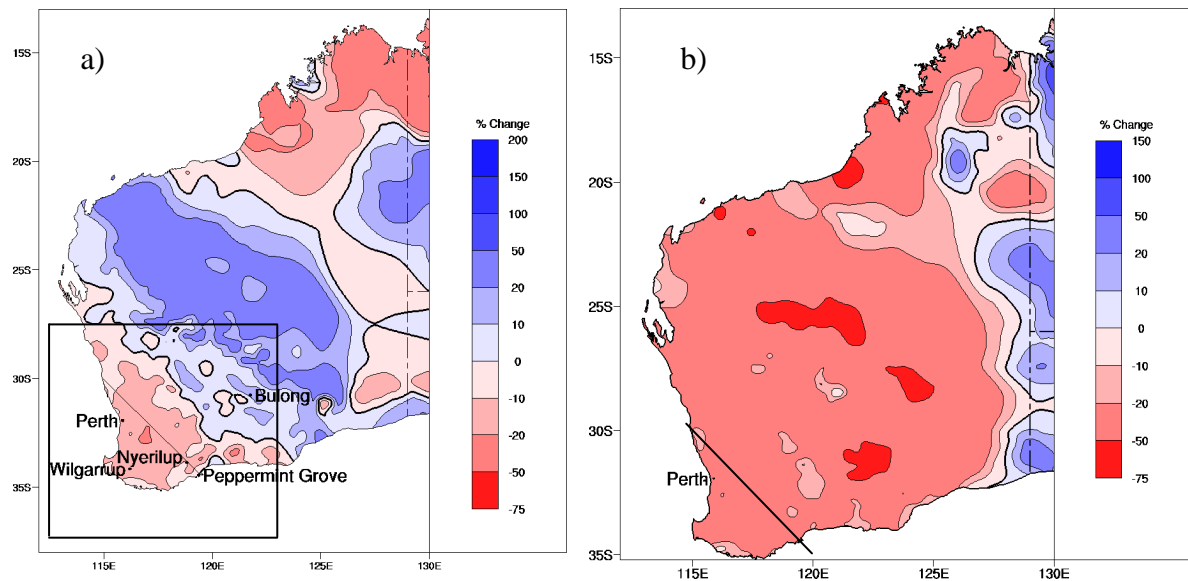 a)
15S
20S
25S
30S
35S
115E
120E
125E
130E
Bulong
Perth
Nyerilup
Wilgarrup
Peppermint Grove
% Change
200
150
100
50
20
10
0
-10
-20
-50
-75
b)
15S
20S
25S
30S
35S
115E
120E
125E
130E
Perth
% Change
150
100
50
20
10
0
-10
-20
-50
-75